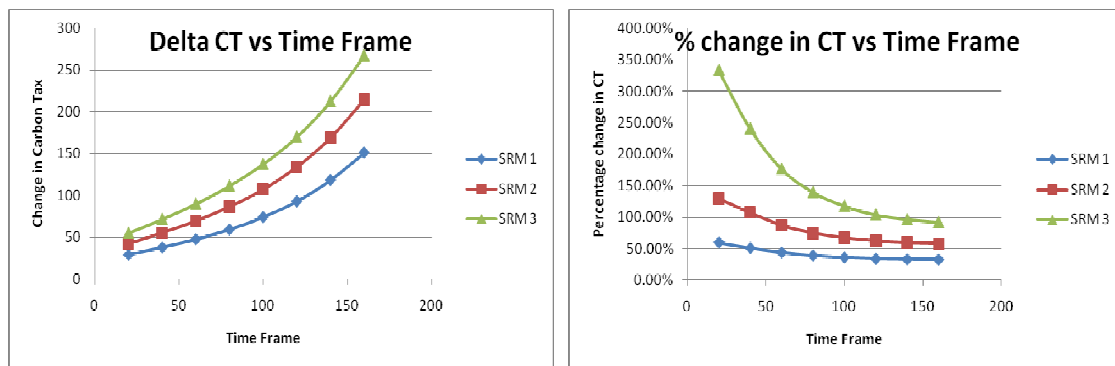 Delta CT vs Time Frame
Change in Carbon Tax
300
250
200
150
100
50
0
0 50 100 150 200
Time Frame
SRM 1
SRM 2
SRM 3
% change in CT vs Time Frame
Percentage change in CT
400.00%
350.00%
300.00%
250.00%
200.00%
150.00%
100.00%
50.00%
0.00%
0 50 100 150 200
Time Frame
SRM 1
SRM 2
SRM 3